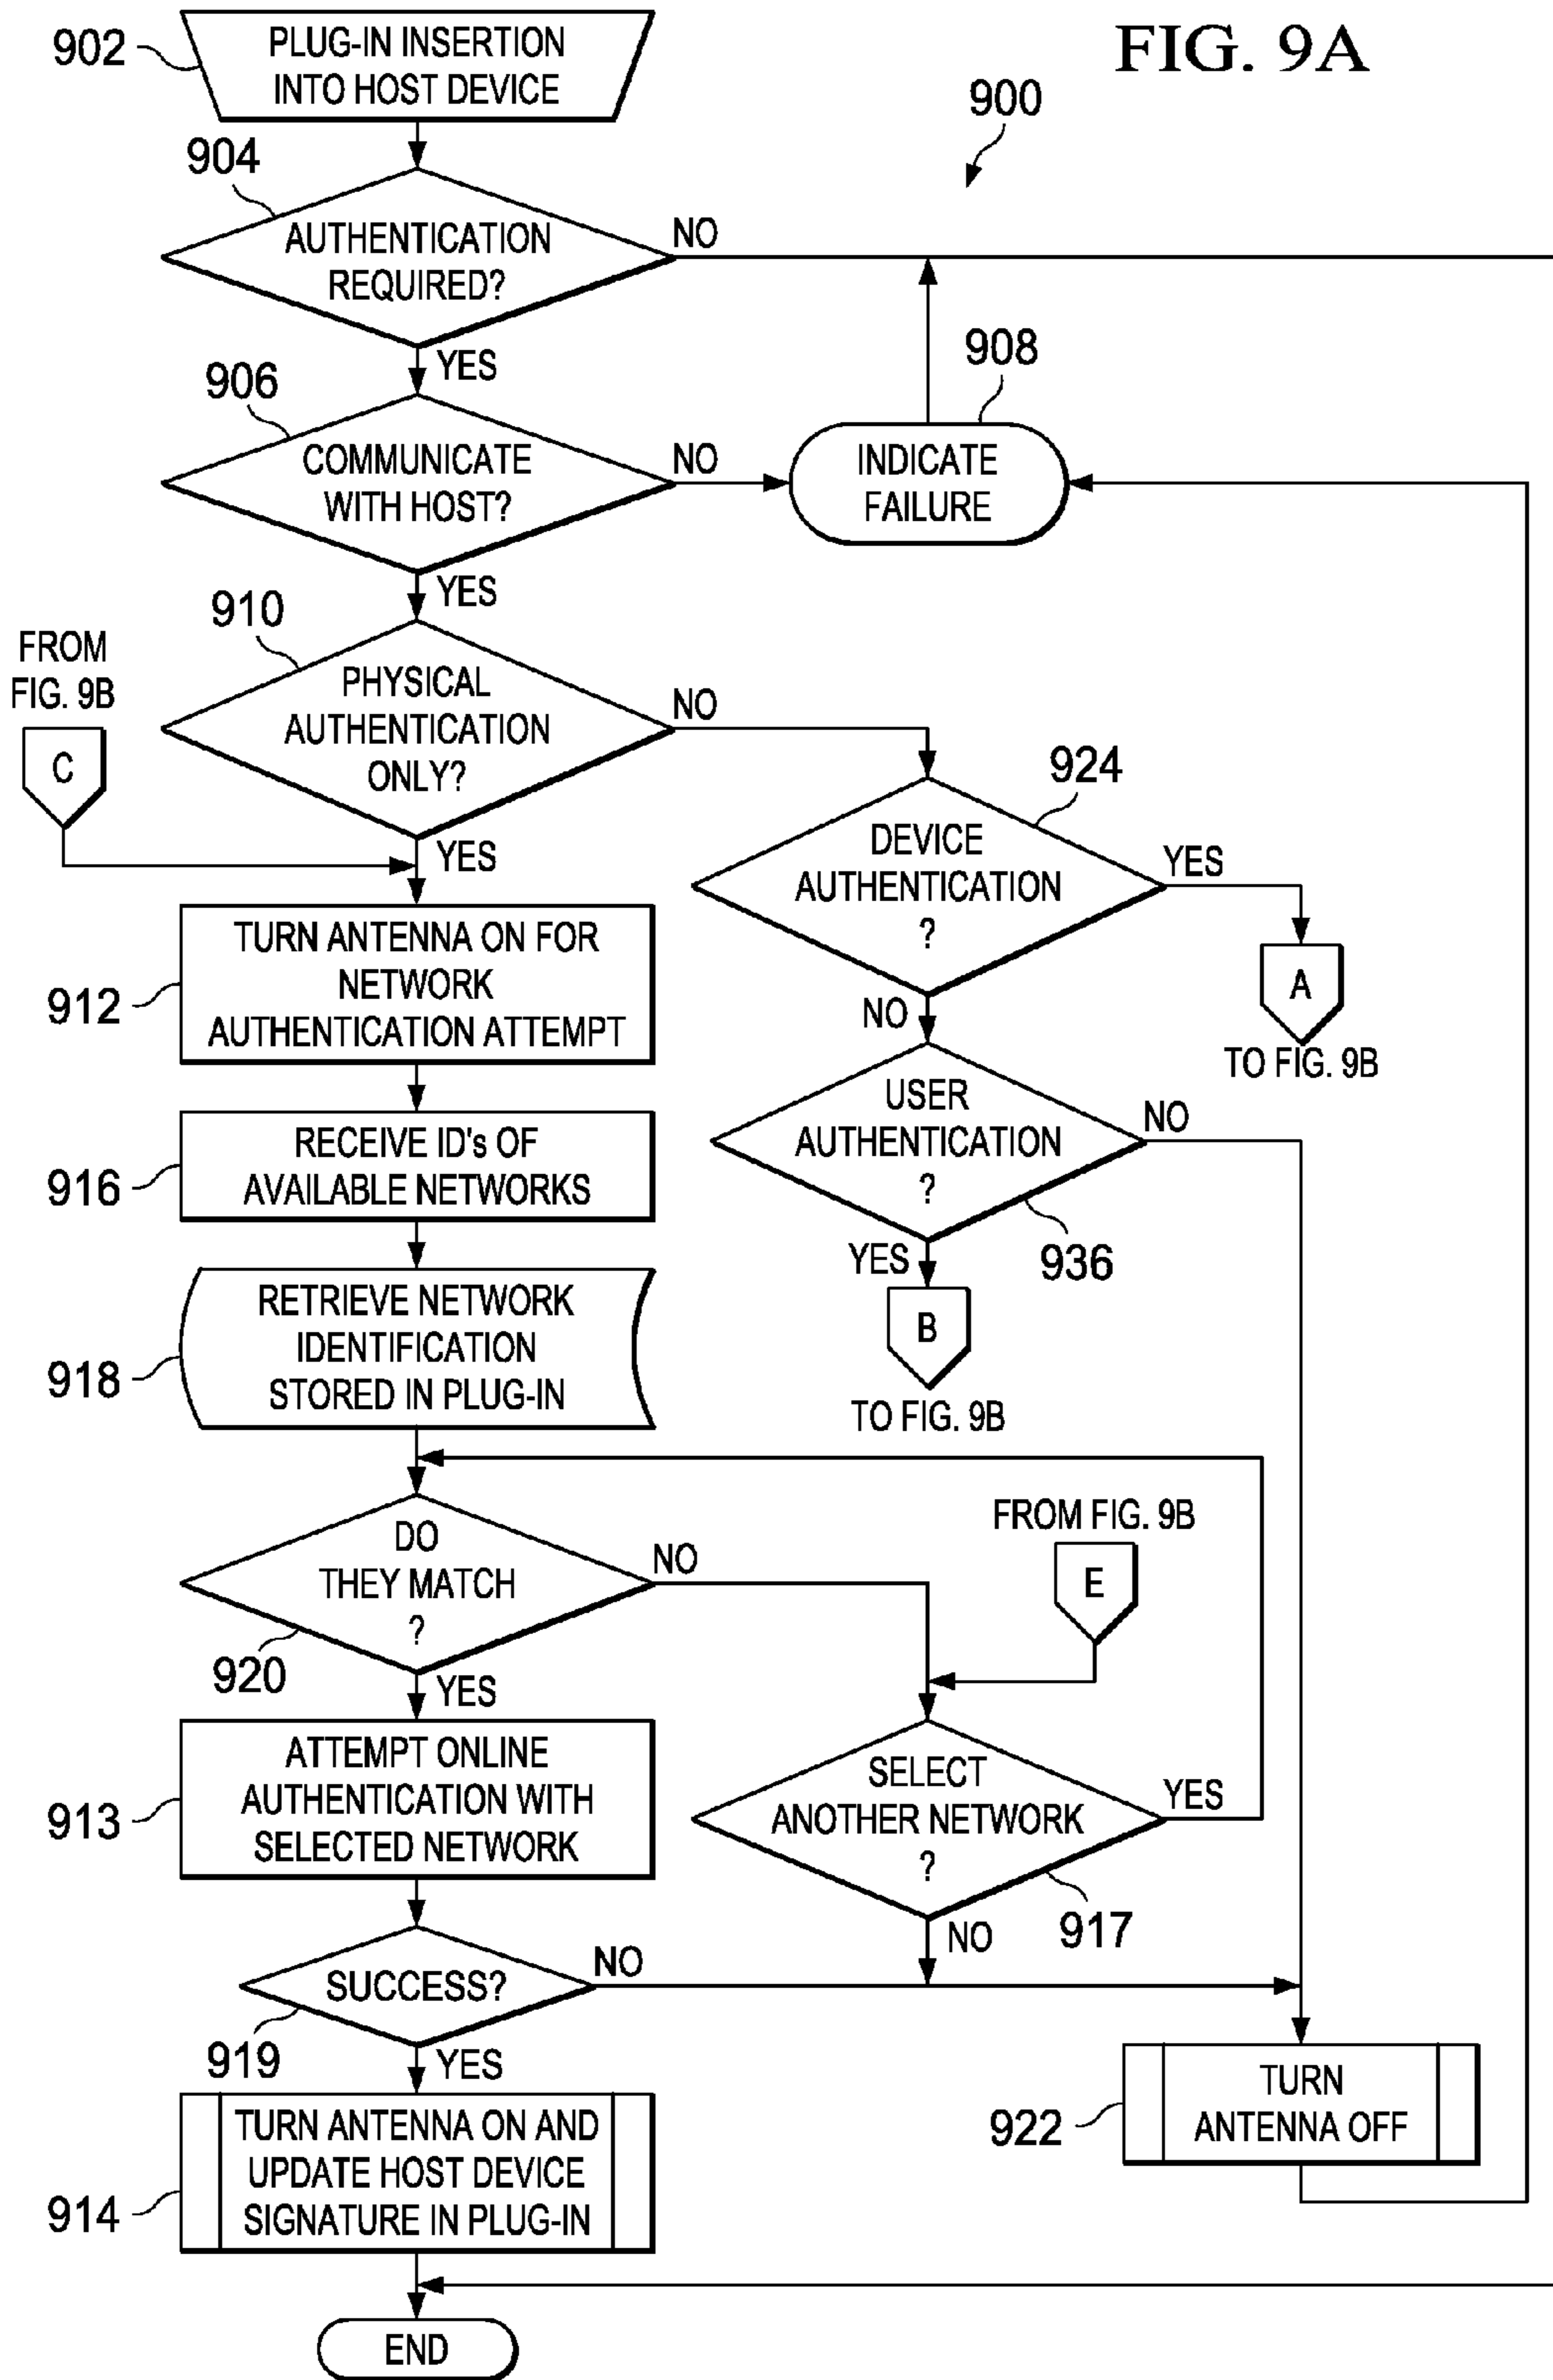 FIG. 9A
900
902
PLUG-IN INSERTION
INTO HOST DEVICE
904
AUTHENTICATION
REQUIRED?
NO
YES
906
COMMUNICATE
WITH HOST?
NO
YES
908
INDICATE
FAILURE
910
PHYSICAL
AUTHENTICATION
ONLY?
NO
YES
FROM
FIG. 9B
C
924
DEVICE
AUTHENTICATION
?
YES
NO
A
TO FIG. 9B
912
TURN ANTENNA ON FOR
NETWORK
AUTHENTICATION ATTEMPT
USER
AUTHENTICATION
?
NO
YES
936
B
TO FIG. 9B
916
RECEIVE ID's OF
AVAILABLE NETWORKS
918
RETRIEVE NETWORK
IDENTIFICATION
STORED IN PLUG-IN
DO
THEY MATCH
?
NO
920
YES
FROM FIG. 9B
E
913
ATTEMPT ONLINE
AUTHENTICATION WITH
SELECTED NETWORK
SELECT
ANOTHER NETWORK
?
YES
917
NO
SUCCESS?
NO
919
YES
922
TURN
ANTENNA OFF
914
TURN ANTENNA ON AND
UPDATE HOST DEVICE
SIGNATURE IN PLUG-IN
END